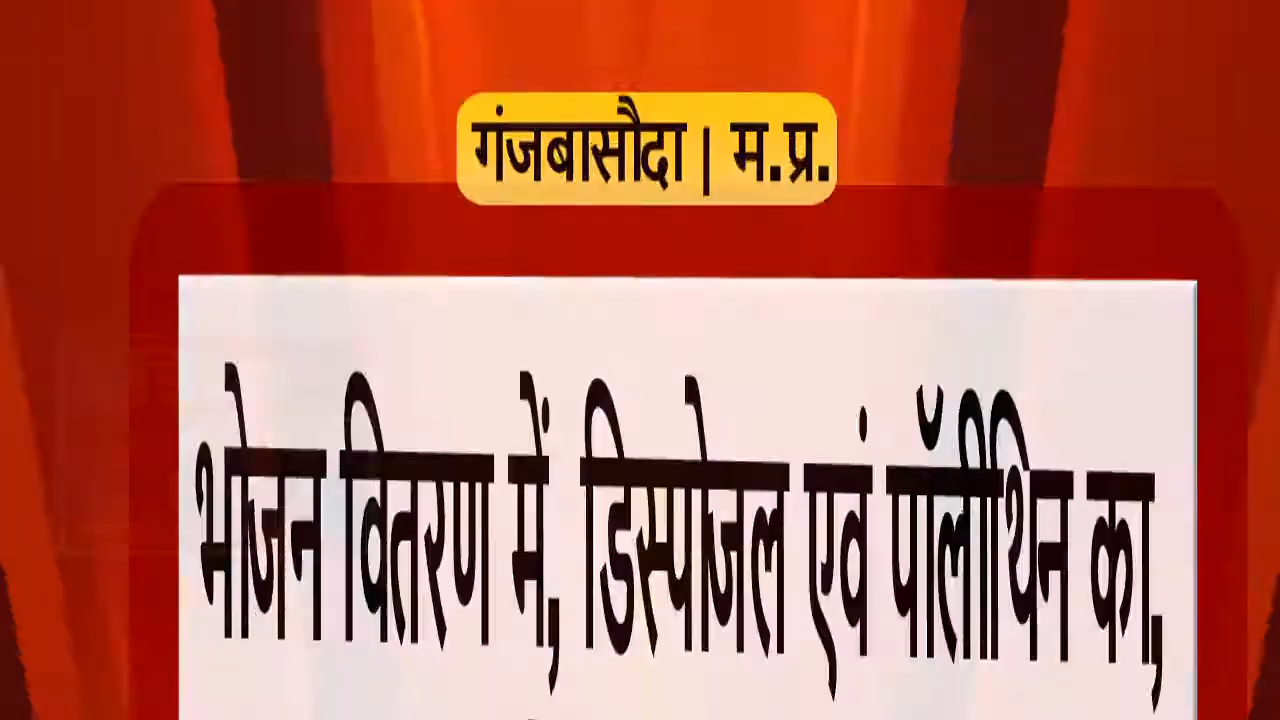 गंजबासौदा | म.प्र.
भोजन वितरण में, डिस्पोजल एवं पॉलीथिन का,